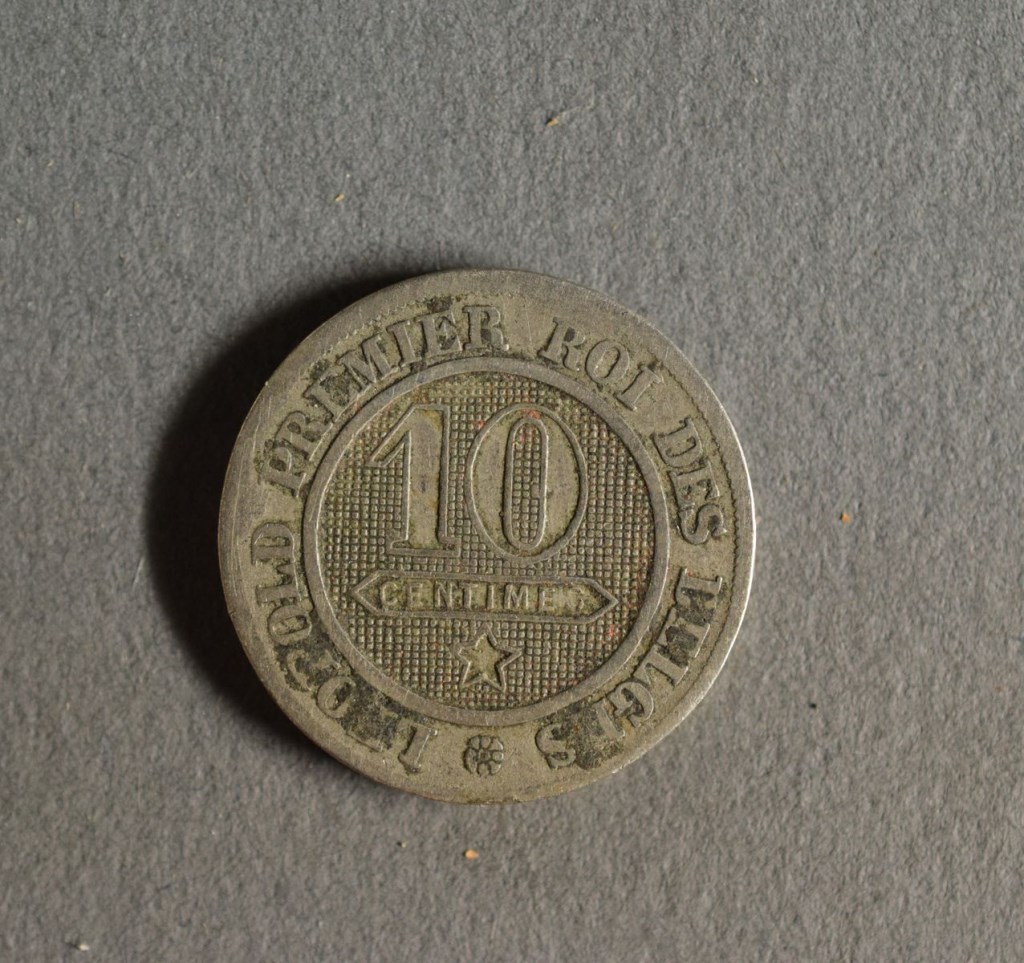 LEOPOLD PREMIER ROI DES BELGES
10
CENTIMES